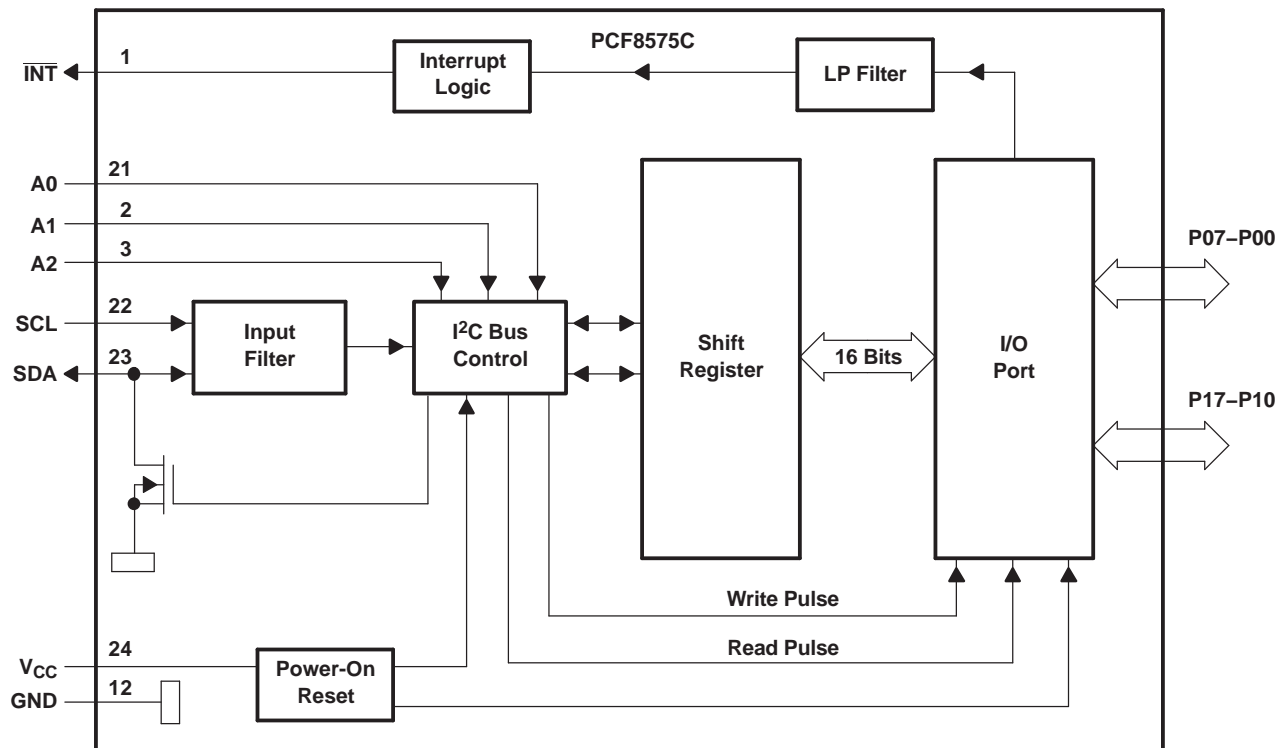 PCF8575C
INT
1
Interrupt
Logic
LP Filter
A0
21
A1
2
A2
3
SCL
22
SDA
23
Input
Filter
I²C Bus
Control
Shift
Register
16 Bits
I/O
Port
P07–P00
P17–P10
Write Pulse
Read Pulse
VCC
24
GND
12
Power-On
Reset